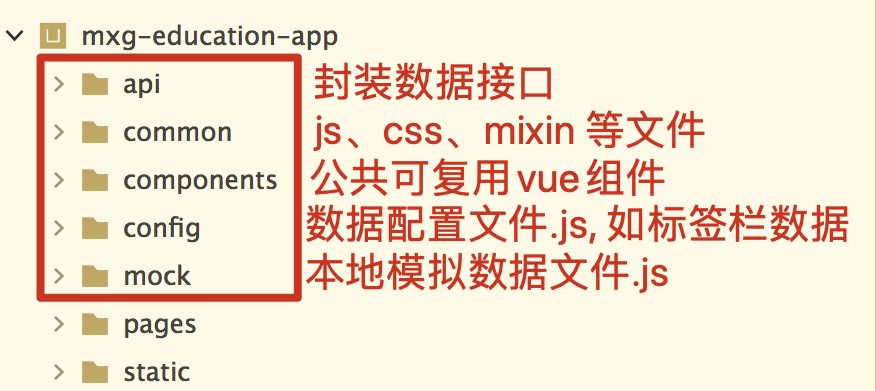 mxg-education-app
api 封装数据接口
common js、css、mixin 等文件
components 公共可复用vue组件
config 数据配置文件.js, 如标签栏数据
mock 本地模拟数据文件.js
pages
static